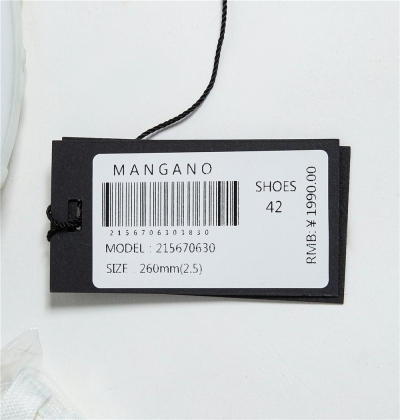 MANGANO
2156706301830
MODEL : 215670630
SIZE : 260mm(2.5)
SHOES
42
RMB:¥1990.00